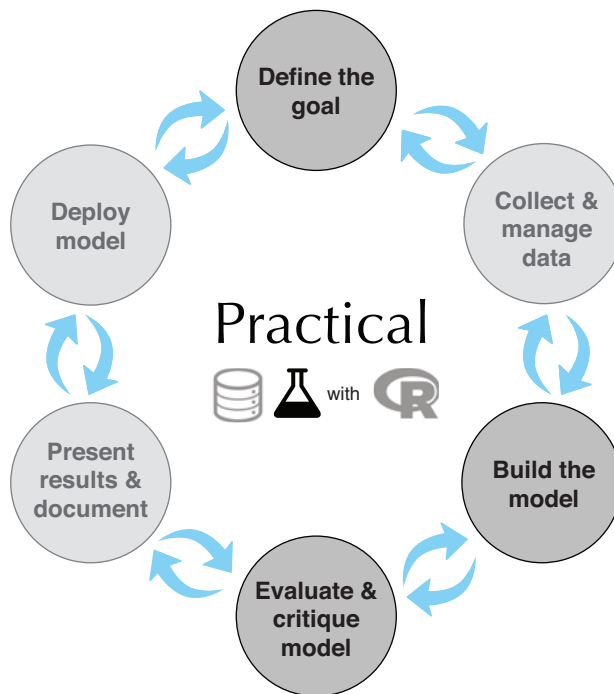 Define the
goal
Collect &
manage
data
Build the
model
Evaluate &
critique
model
Present
results &
document
Deploy
model
Practical
with R